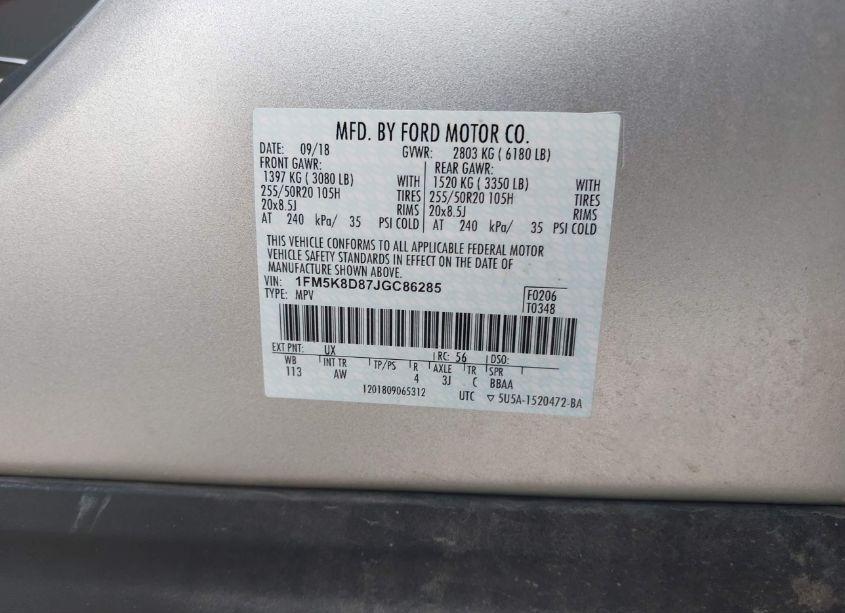 MFD. BY FORD MOTOR CO.
DATE: 09/18 GVWR: 2803 KG ( 6180 LB)
FRONT GAWR: REAR GAWR:
1397 KG ( 3080 LB) WITH 1520 KG ( 3350 LB) WITH
255/50R20 105H TIRES 255/50R20 105H TIRES
20x8.5J RIMS 20x8.5J RIMS
AT 240 kPa/ 35 PSI COLD AT 240 kPa/ 35 PSI COLD
THIS VEHICLE CONFORMS TO ALL APPLICABLE FEDERAL MOTOR
VEHICLE SAFETY STANDARDS IN EFFECT ON THE DATE OF
MANUFACTURE SHOWN ABOVE.
VIN: 1FM5K8D87JGC86285
TYPE: MPV
F0206
T0348
EXT PNT: UX RC: 56 DSO:
WB INT TR TP/PS R AXLE TR SPR
113 AW 4 3J C BBAA
1201809065312 UTC ▽ 5U5A-1520472-BA